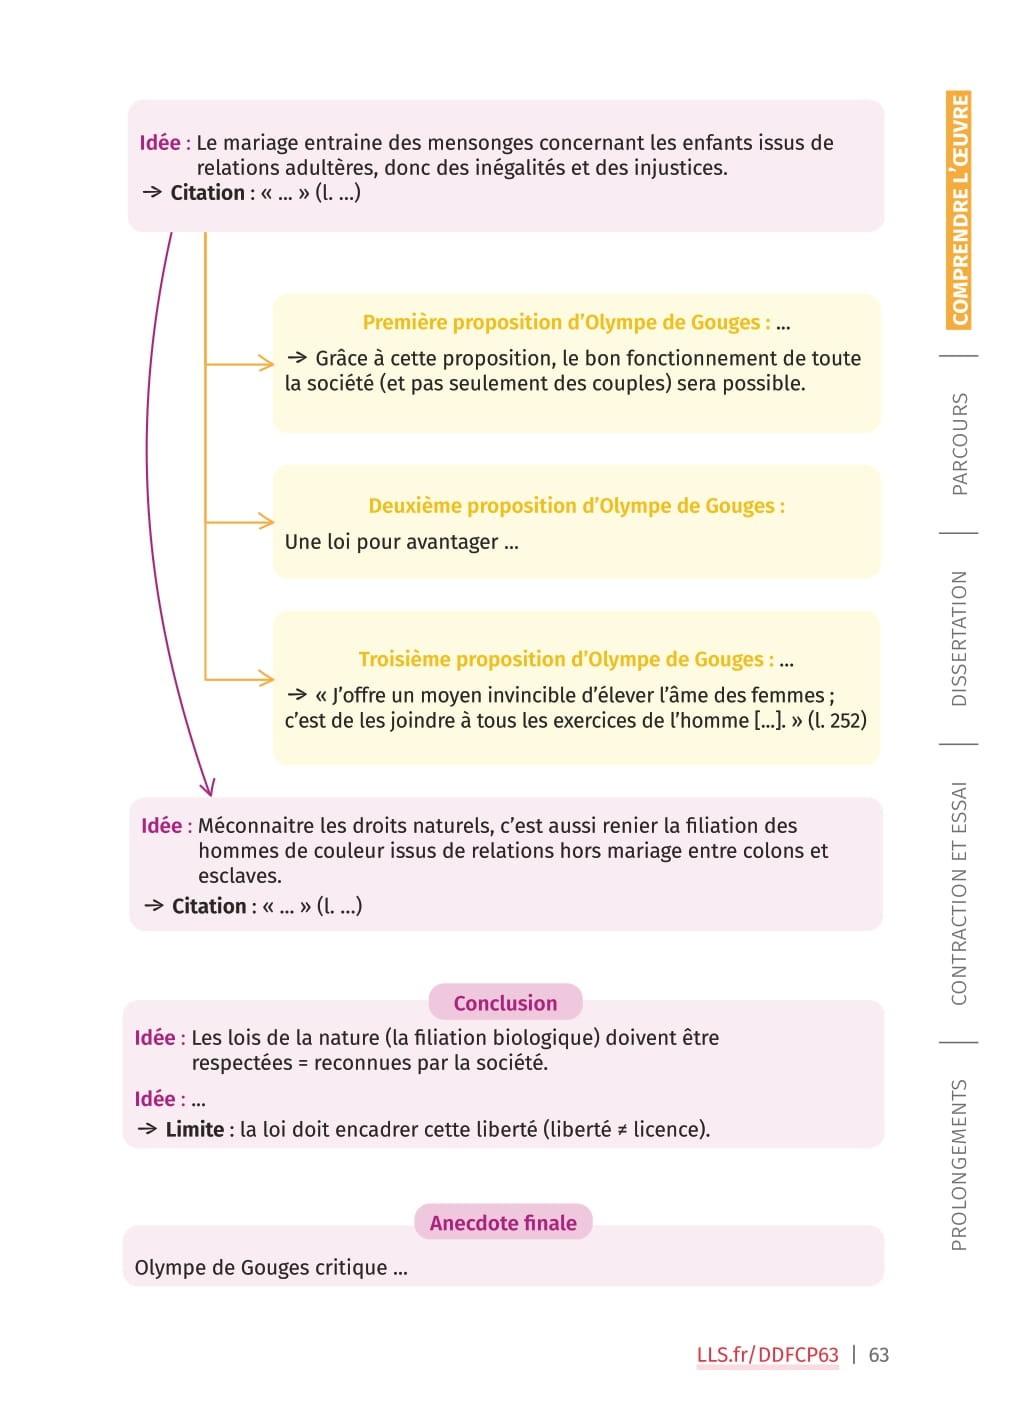 Idée : Le mariage entraine des mensonges concernant les enfants issus de
relations adultères, donc des inégalités et des injustices.
→ Citation : « ... » (l. ...)
Première proposition d’Olympe de Gouges : ...
→ Grâce à cette proposition, le bon fonctionnement de toute
la société (et pas seulement des couples) sera possible.
Deuxième proposition d’Olympe de Gouges :
Une loi pour avantager ...
Troisième proposition d’Olympe de Gouges : ...
→ « J’offre un moyen invincible d’élever l’âme des femmes ;
c’est de les joindre à tous les exercices de l’homme [...]. » (l. 252)
Idée : Méconnaitre les droits naturels, c’est aussi renier la filiation des
hommes de couleur issus de relations hors mariage entre colons et
esclaves.
→ Citation : « ... » (l. ...)
Conclusion
Idée : Les lois de la nature (la filiation biologique) doivent être
respectées = reconnues par la société.
Idée : ...
→ Limite : la loi doit encadrer cette liberté (liberté ≠ licence).
Anecdote finale
Olympe de Gouges critique ...
LLS.fr/DDFCP63 | 63
COMPRENDRE L’ŒUVRE
PARCOURS
DISSERTATION
CONTRACTION ET ESSAI
PROLONGEMENTS